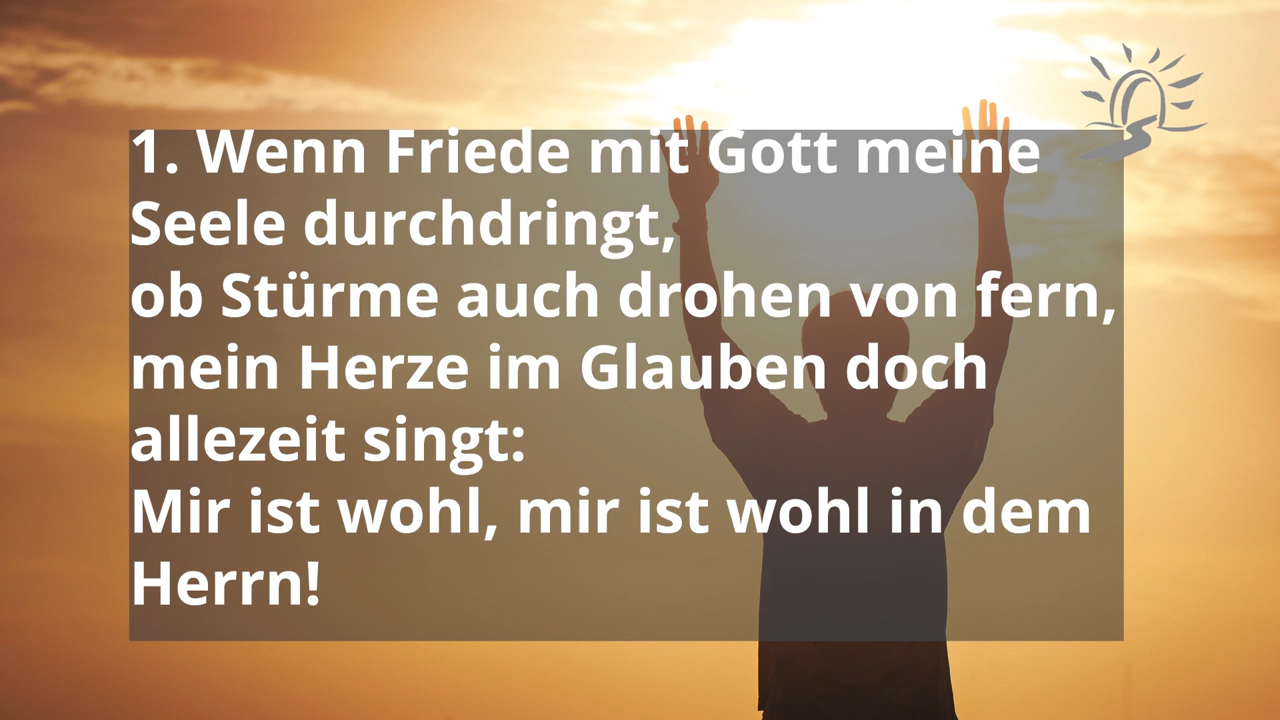 1. Wenn Friede mit Gott meine
Seele durchdringt,
ob Stürme auch drohen von fern,
mein Herze im Glauben doch
allezeit singt:
Mir ist wohl, mir ist wohl in dem
Herrn!